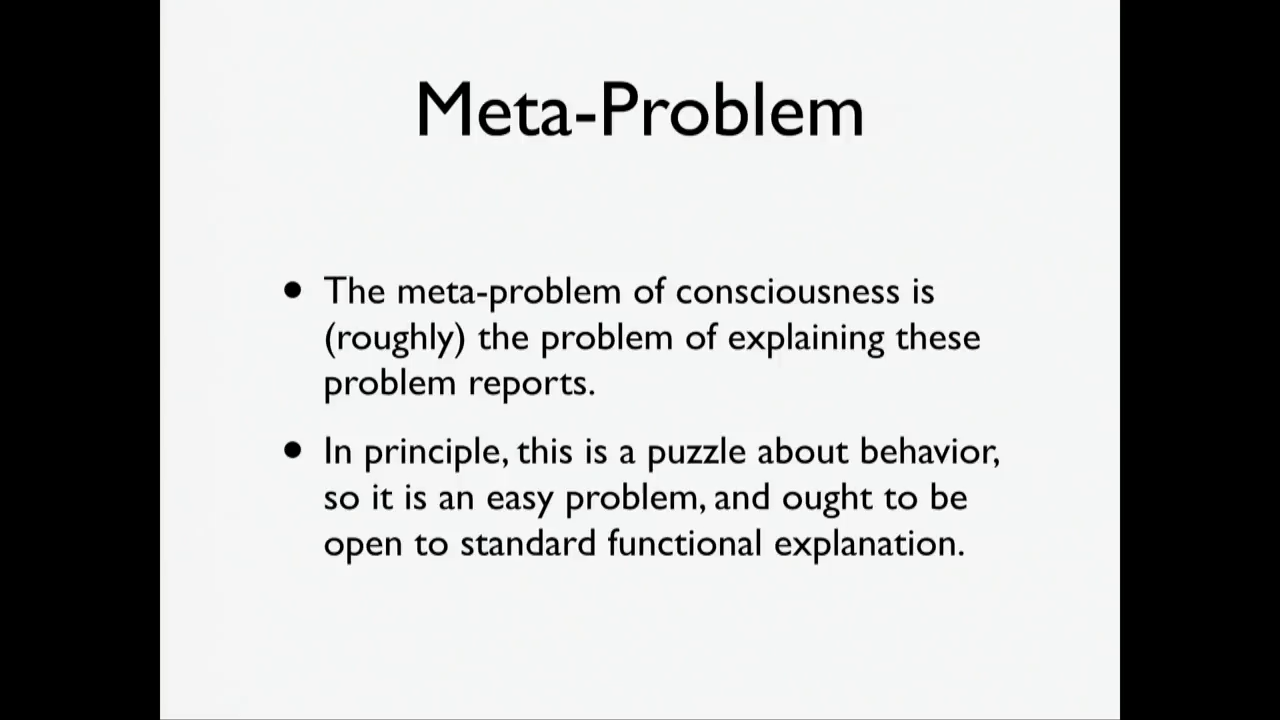 Meta-Problem
• The meta-problem of consciousness is
(roughly) the problem of explaining these
problem reports.
• In principle, this is a puzzle about behavior,
so it is an easy problem, and ought to be
open to standard functional explanation.